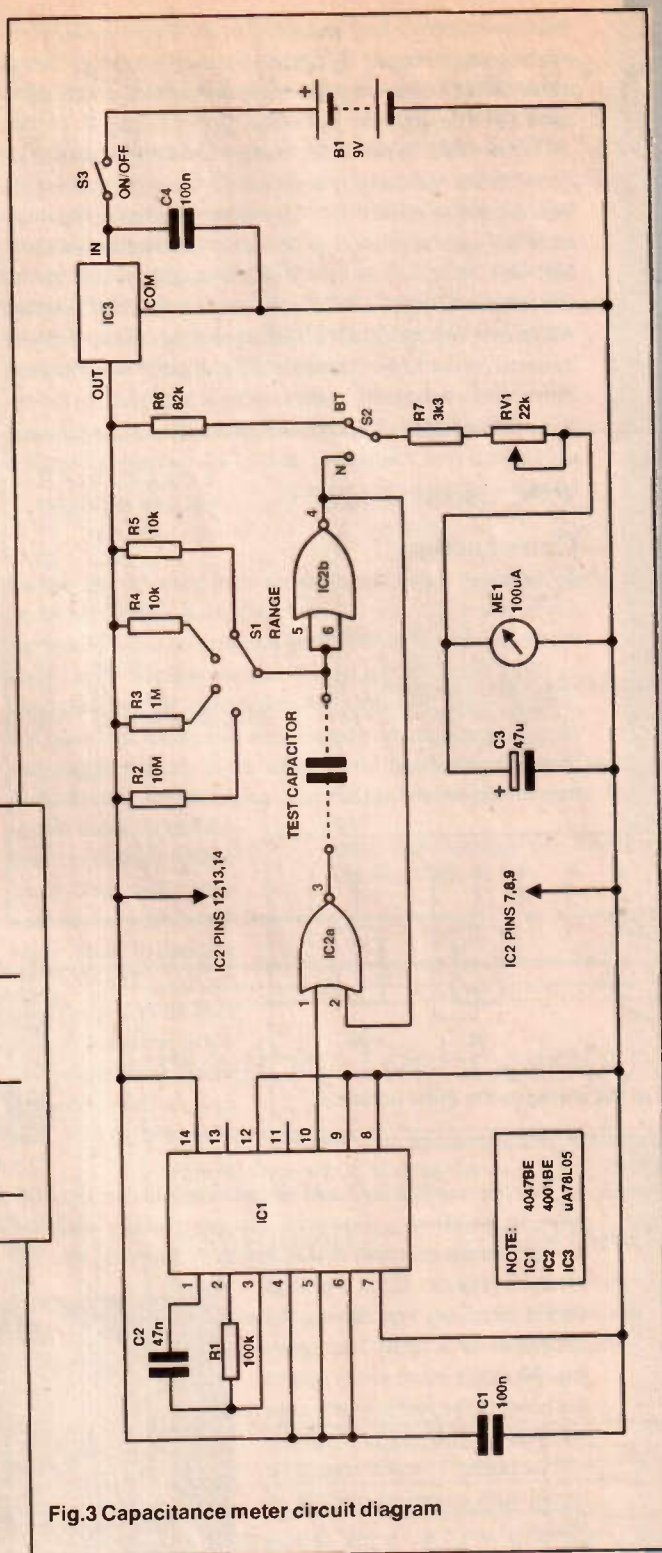 C2
47n
R1
100k
1
2
3
4
5
6
7
IC1
14
13
12
11
10
9
8
C1
100n
NOTE:
IC1 4047BE
IC2 4001BE
IC3 uA78L05
IC2 PINS 12,13,14
R2
10M
R3
1M
R4
10k
R5
10k
S1
RANGE
1
2
IC2a
3
TEST CAPACITOR
5
6
IC2b
4
IC2 PINS 7,8,9
C3
47u
+
ME1
100uA
R6
82k
N
BT
S2
R7
3k3
RV1
22k
OUT
IC3
IN
COM
C4
100n
S3
ON/OFF
+
B1
9V
Fig.3 Capacitance meter circuit diagram